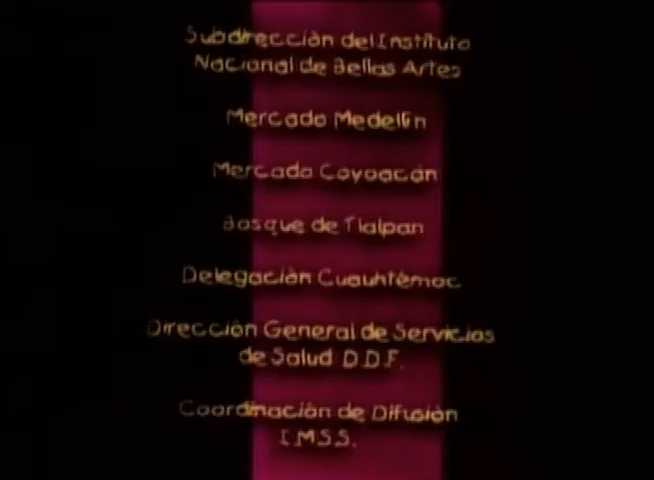 Subdirección del Instituto
Nacional de Bellas Artes
Mercado Medellín
Mercado Coyoacán
Bosque de Tlalpan
Delegación Cuauhtémoc
Dirección General de Servicios
de Salud D.D.F.
Coordinación de Difusión
I.M.S.S.